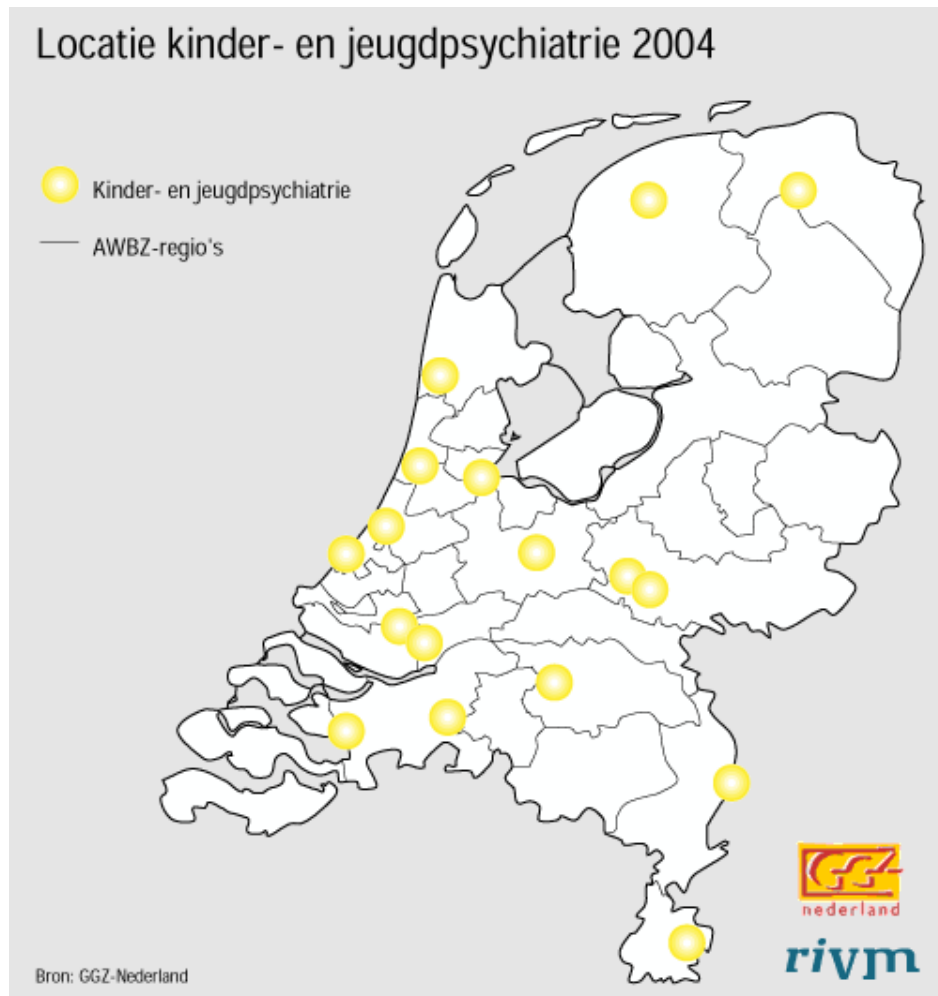 Locatie kinder- en jeugdpsychiatrie 2004
Kinder- en jeugdpsychiatrie
AWBZ-regio's
GGZ
nederland
rivm
Bron: GGZ-Nederland